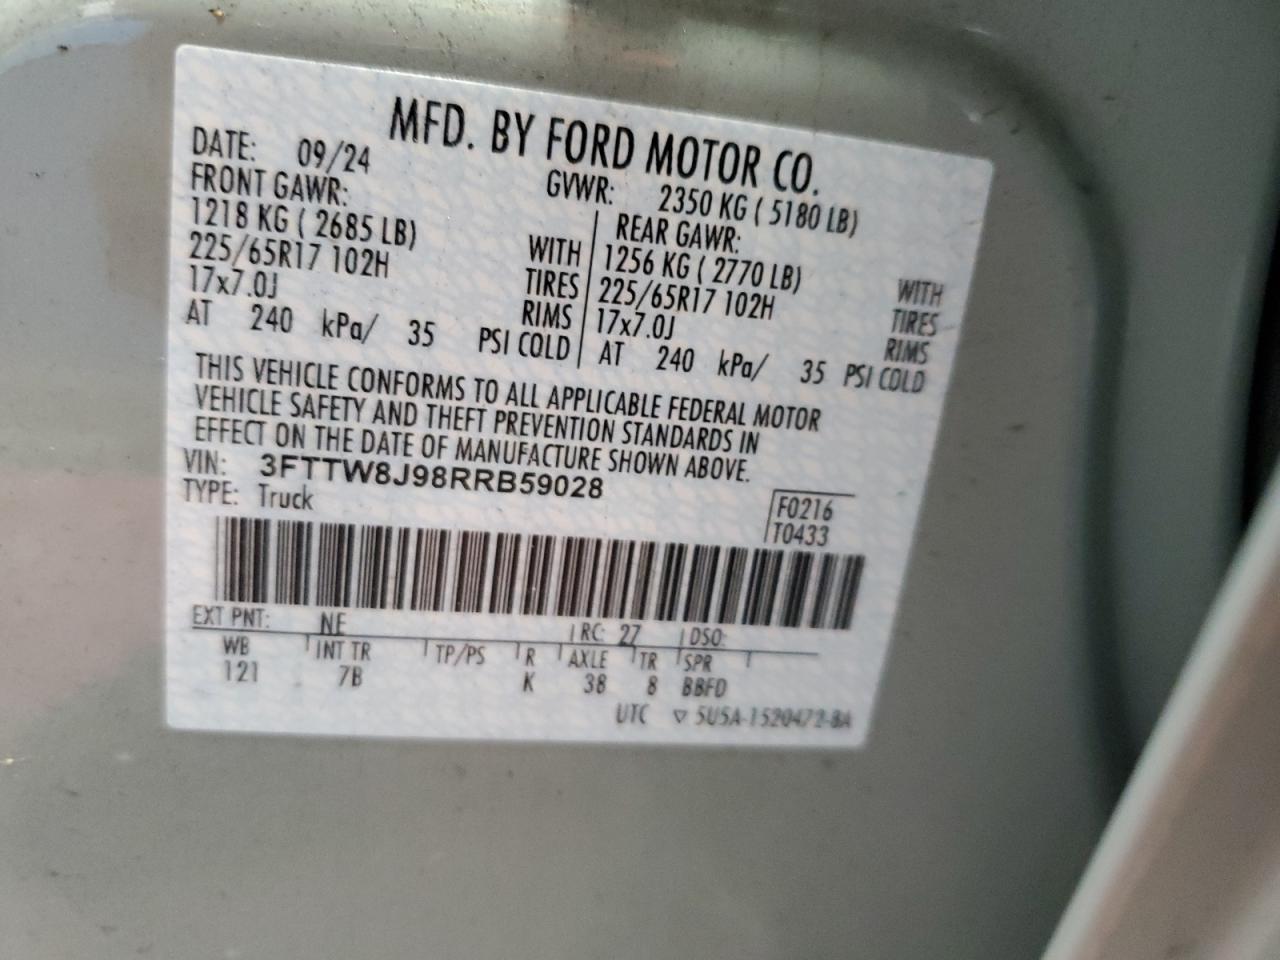 MFD. BY FORD MOTOR CO.
DATE: 09/24 GVWR: 2350 KG ( 5180 LB)
FRONT GAWR: REAR GAWR:
1218 KG ( 2685 LB) WITH 1256 KG ( 2770 LB) WITH
225/65R17 102H TIRES 225/65R17 102H TIRES
17x7.0J RIMS 17x7.0J RIMS
AT 240 kPa/ 35 PSI COLD AT 240 kPa/ 35 PSI COLD
THIS VEHICLE CONFORMS TO ALL APPLICABLE FEDERAL MOTOR
VEHICLE SAFETY AND THEFT PREVENTION STANDARDS IN
EFFECT ON THE DATE OF MANUFACTURE SHOWN ABOVE.
VIN: 3FTTW8J98RRB59028
TYPE: Truck F0216
T0433
EXT PNT: NE RC: 27 DSO:
WB INT TR TP/PS R AXLE TR SPR
121 7B K 38 8 BBFD
UTC ▽ 5U5A-1520472-BA